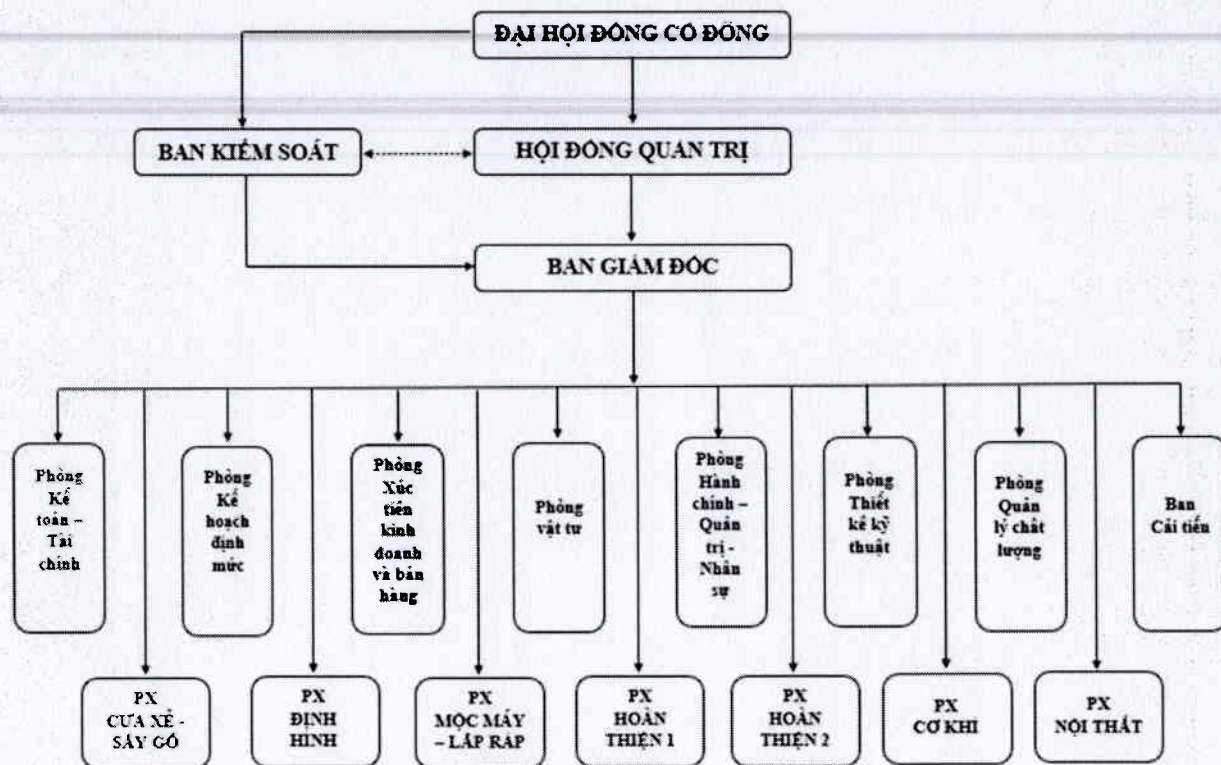 ĐẠI HỘI ĐỒNG CỔ ĐÔNG
BAN KIỂM SOÁT
HỘI ĐỒNG QUẢN TRỊ
BAN GIÁM ĐỐC
Phòng
Kế
toán –
Tài
chính
Phòng
Kế
hoạch
định
mức
Phòng
Xúc
tiến
kinh
doanh
và bán
hàng
Phòng
vật tư
Phòng
Hành
chính –
Quản
trị -
Nhân
sự
Phòng
Thiết
kế kỹ
thuật
Phòng
Quản
lý chất
lượng
Ban
Cải tiến
PX
CƯA XẺ -
SẤY GỖ
PX
ĐỊNH
HÌNH
PX
MỘC MÁY
– LẮP RÁP
PX
HOÀN
THIỆN 1
PX
HOÀN
THIỆN 2
PX
CƠ KHÍ
PX
NỘI THẤT